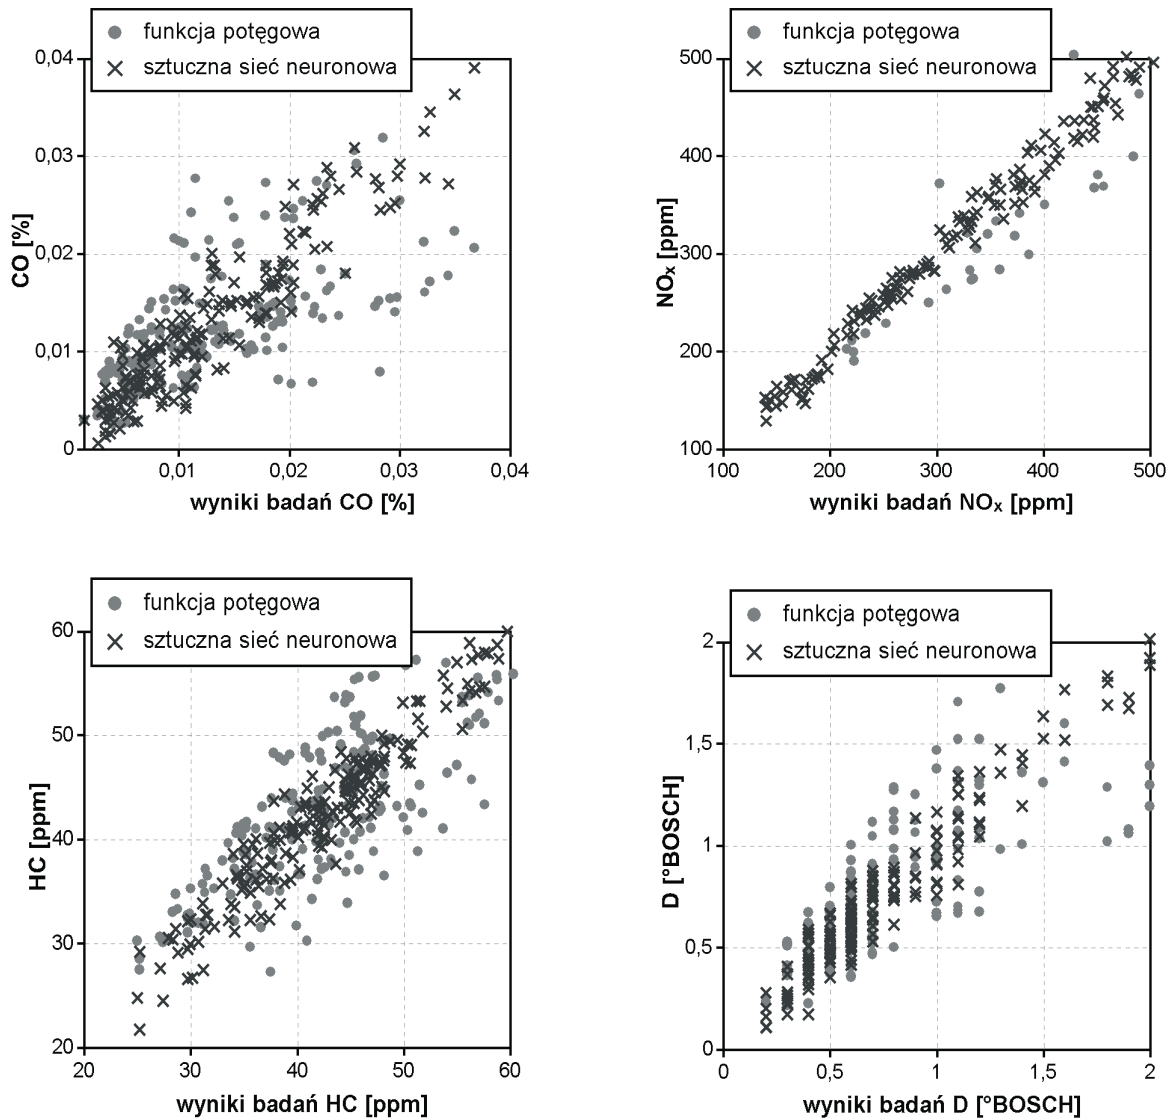 funkcja potęgowa
sztuczna sieć neuronowa
0,04
0,03
0,02
0,01
0
CO [%]
0,01 0,02 0,03 0,04
wyniki badań CO [%]
funkcja potęgowa
sztuczna sieć neuronowa
500
400
300
200
100
NOₓ [ppm]
100 200 300 400 500
wyniki badań NOₓ [ppm]
funkcja potęgowa
sztuczna sieć neuronowa
60
50
40
30
20
HC [ppm]
20 30 40 50 60
wyniki badań HC [ppm]
funkcja potęgowa
sztuczna sieć neuronowa
2
1,5
1
0,5
0
D [°BOSCH]
0 0,5 1 1,5 2
wyniki badań D [°BOSCH]